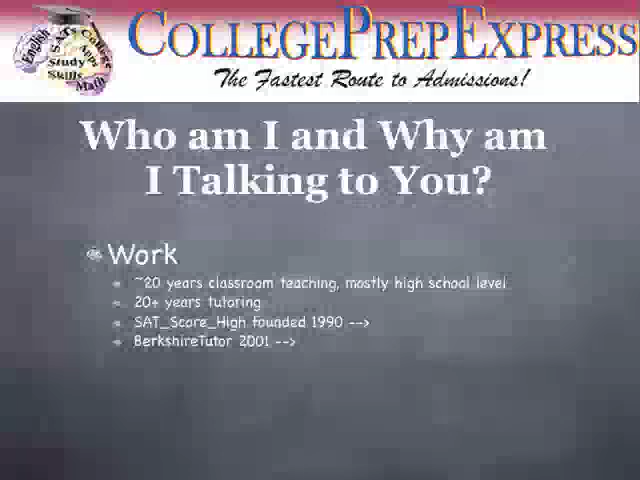 English
SAT
College
Apps
Study
Skills
Math
COLLEGEPREPEXPRESS
The Fastest Route to Admissions!
Who am I and Why am
I Talking to You?
Work
~20 years classroom teaching, mostly high school level
20+ years tutoring
SAT_Score_High founded 1990 -->
BerkshireTutor 2001 -->